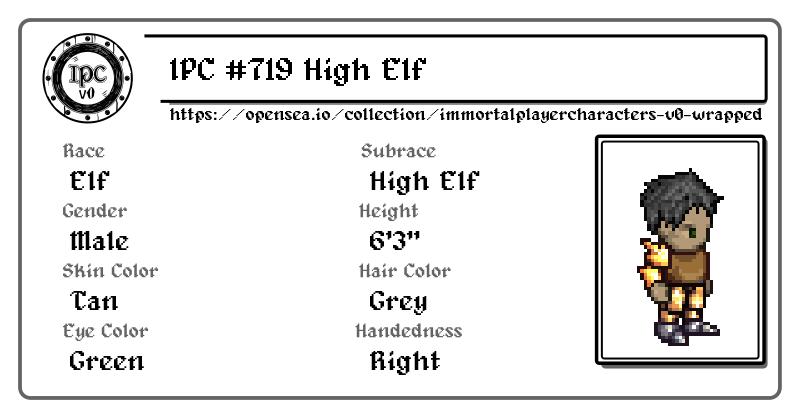 IPC
v0
IPC #719 High Elf
https://opensea.io/collection/immortalplayercharacters-v0-wrapped
Race
Subrace
Elf
High Elf
Gender
Height
Male
6'3"
Skin Color
Hair Color
Tan
Grey
Eye Color
Handedness
Green
Right